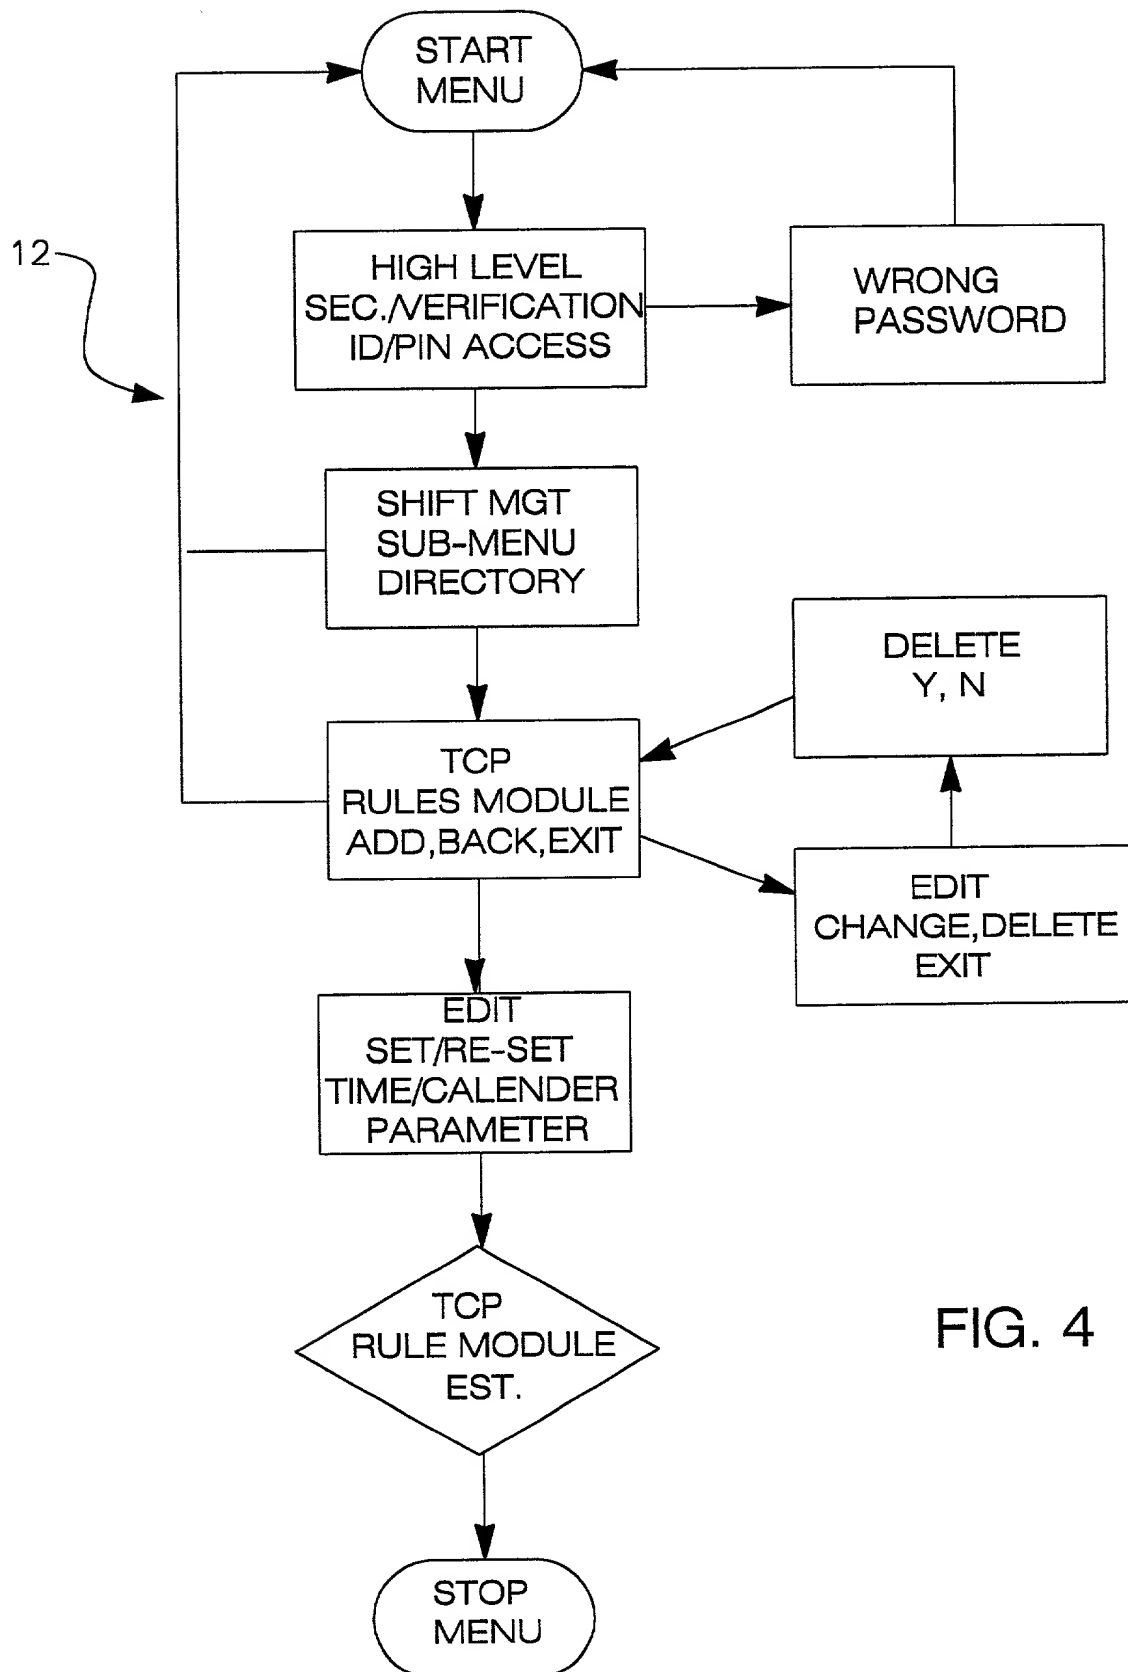 START
MENU
12
HIGH LEVEL
SEC./VERIFICATION
ID/PIN ACCESS
WRONG
PASSWORD
SHIFT MGT
SUB-MENU
DIRECTORY
DELETE
Y, N
TCP
RULES MODULE
ADD,BACK,EXIT
EDIT
CHANGE,DELETE
EXIT
EDIT
SET/RE-SET
TIME/CALENDER
PARAMETER
TCP
RULE MODULE
EST.
FIG. 4
STOP
MENU